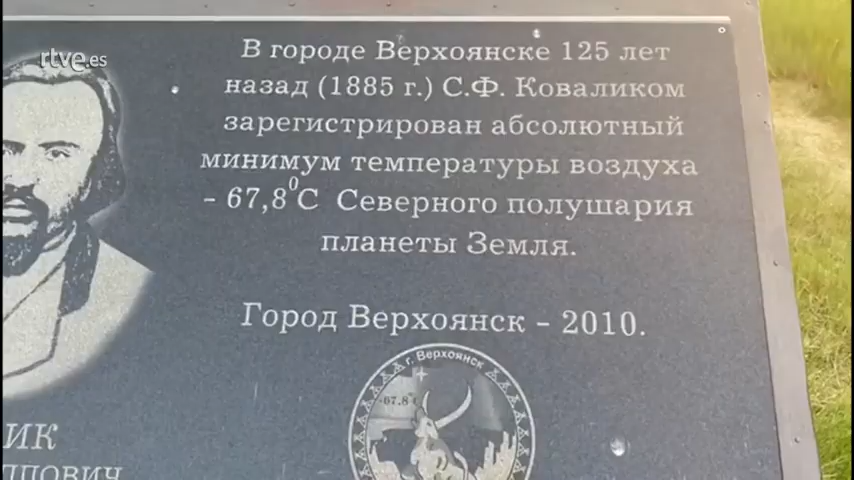 rtve.es
В городе Верхоянске 125 лет
назад (1885 г.) С.Ф. Коваликом
зарегистрирован абсолютный
минимум температуры воздуха
- 67,8⁰С Северного полушария
планеты Земля.
Город Верхоянск - 2010.
г. Верхоянск
-67.8°
ИК
ППОВИЧ